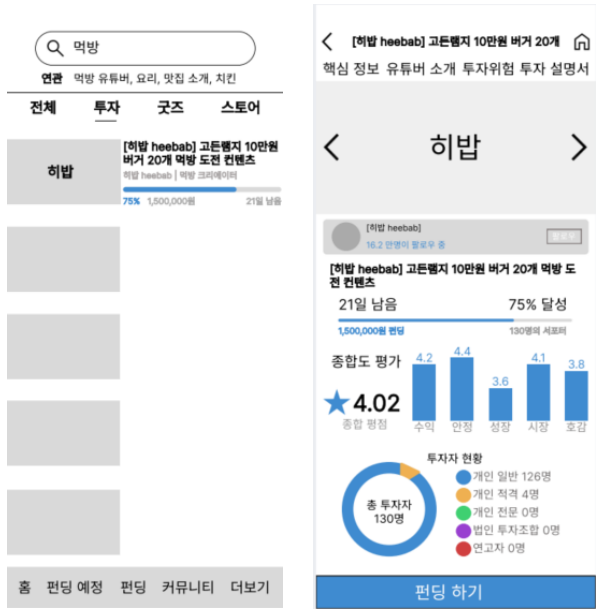 먹방
연관 먹방 유튜버, 요리, 맛집 소개, 치킨
전체 투자 굿즈 스토어
히밥
[히밥 heebab] 고든램지 10만원
버거 20개 먹방 도전 컨텐츠
히밥 heebab | 먹방 크리에이터
75% 1,500,000원 21일 남음
홈 펀딩 예정 펀딩 커뮤니티 더보기
[히밥 heebab] 고든램지 10만원 버거 20개
핵심 정보 유튜버 소개 투자위험 투자 설명서
히밥
[히밥 heebab]
16.2 만명이 팔로우 중
팔로우
[히밥 heebab] 고든램지 10만원 버거 20개 먹방 도
전 컨텐츠
21일 남음 75% 달성
1,500,000원 펀딩 130명의 서포터
종합도 평가
4.02
종합 평점
4.2 4.4 3.6 4.1 3.8
수익 안정 성장 시장 호감
투자자 현황
총 투자자
130명
개인 일반 126명
개인 적격 4명
개인 전문 0명
법인 투자조합 0명
연고자 0명
펀딩 하기